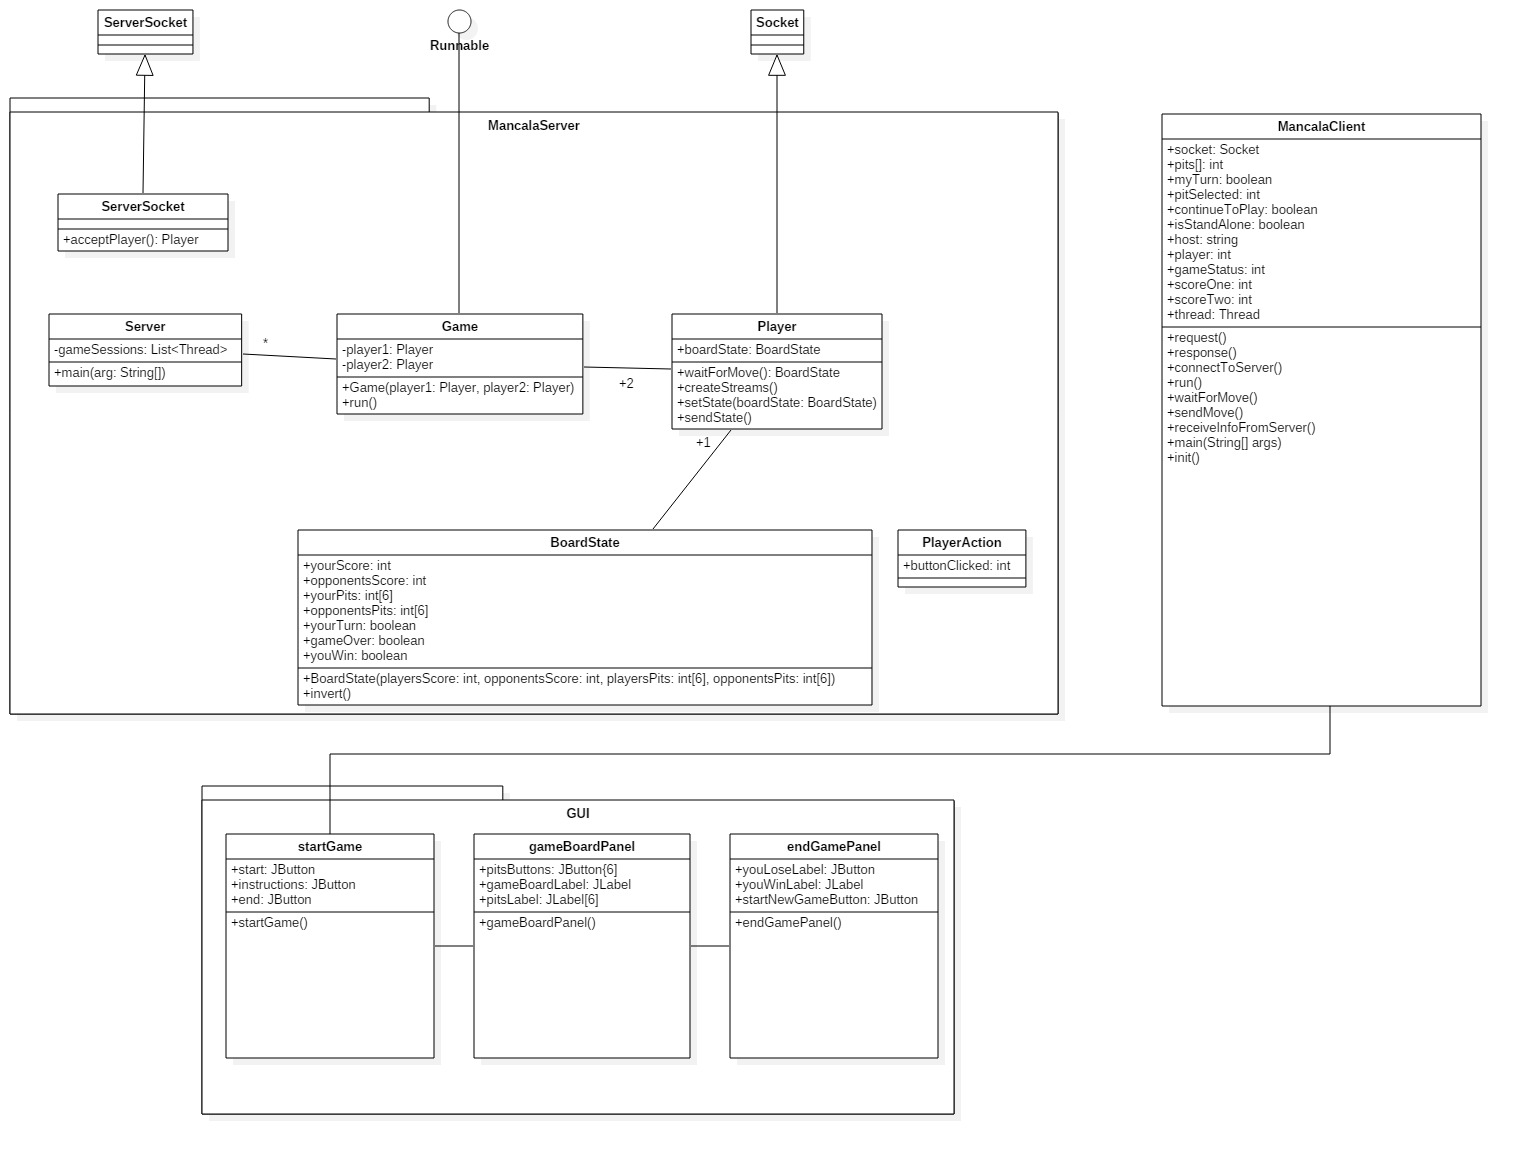 ServerSocket
Runnable
Socket
MancalaServer
ServerSocket
+acceptPlayer(): Player
Server
-gameSessions: List<Thread>
+main(arg: String[])
*
Game
-player1: Player
-player2: Player
+Game(player1: Player, player2: Player)
+run()
+2
Player
+boardState: BoardState
+waitForMove(): BoardState
+createStreams()
+setState(boardState: BoardState)
+sendState()
+1
BoardState
+yourScore: int
+opponentsScore: int
+yourPits: int[6]
+opponentsPits: int[6]
+yourTurn: boolean
+gameOver: boolean
+youWin: boolean
+BoardState(playersScore: int, opponentsScore: int, playersPits: int[6], opponentsPits: int[6])
+invert()
PlayerAction
+buttonClicked: int
MancalaClient
+socket: Socket
+pits[]: int
+myTurn: boolean
+pitSelected: int
+continueToPlay: boolean
+isStandAlone: boolean
+host: string
+player: int
+gameStatus: int
+scoreOne: int
+scoreTwo: int
+thread: Thread
+request()
+response()
+connectToServer()
+run()
+waitForMove()
+sendMove()
+receiveInfoFromServer()
+main(String[] args)
+init()
GUI
startGame
+start: JButton
+instructions: JButton
+end: JButton
+startGame()
gameBoardPanel
+pitsButtons: JButton{6]
+gameBoardLabel: JLabel
+pitsLabel: JLabel[6]
+gameBoardPanel()
endGamePanel
+youLoseLabel: JButton
+youWinLabel: JLabel
+startNewGameButton: JButton
+endGamePanel()